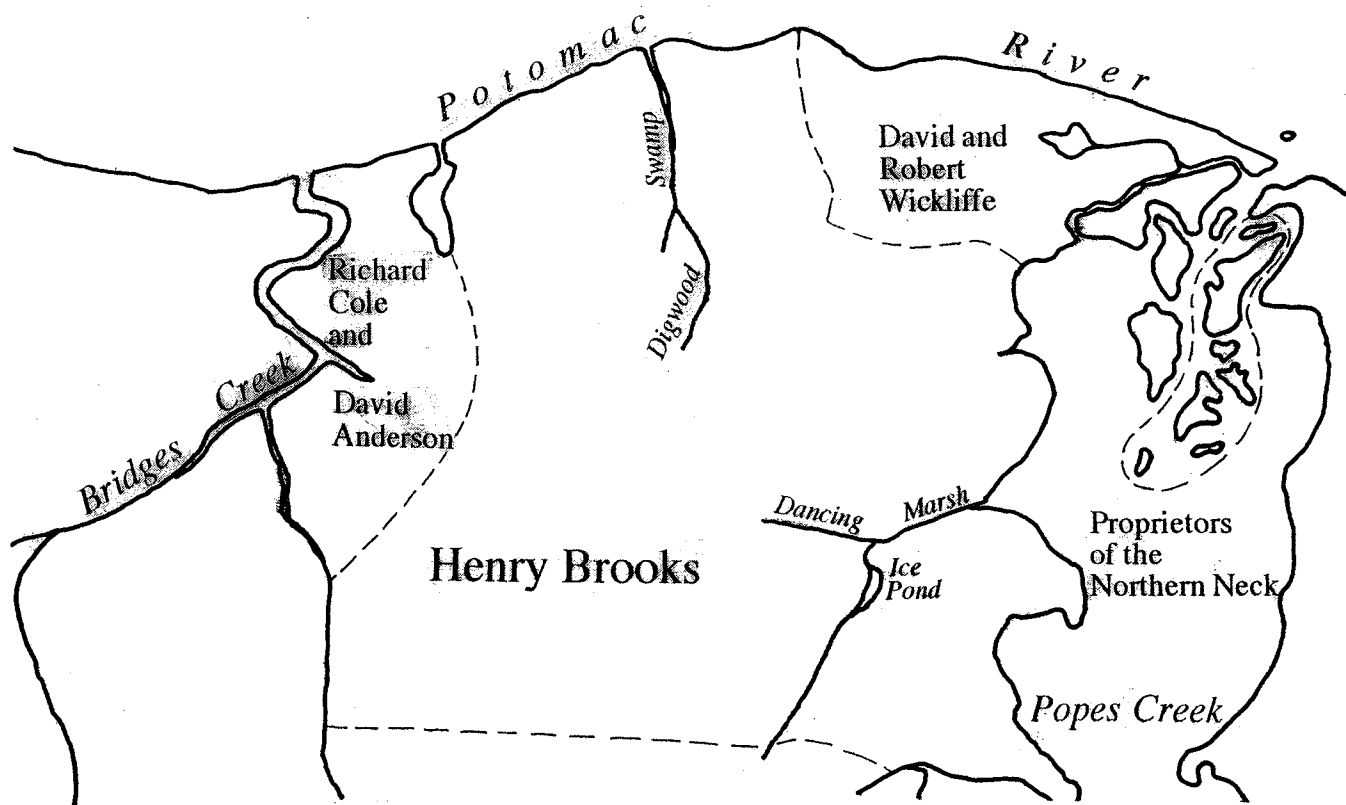 Potomac River
Swamp
David and
Robert
Wickliffe
Richard
Cole
and
Digwood
Bridges Creek
David
Anderson
Dancing Marsh
Proprietors
of the
Northern Neck
Henry Brooks
Ice
Pond
Popes Creek